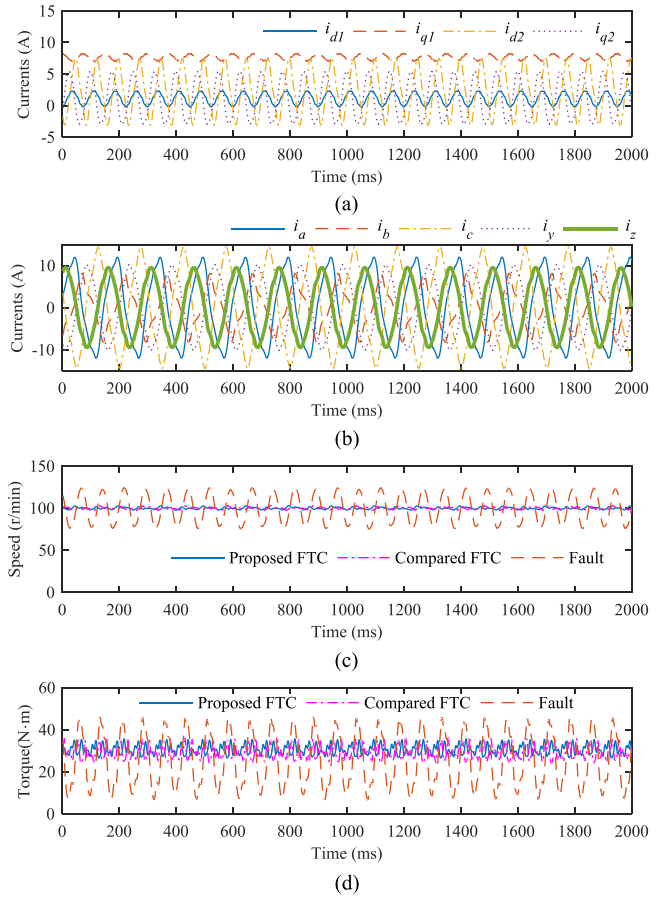 i_d1 i_q1 i_d2 i_q2
Currents (A)
15
10
5
0
-5
0 200 400 600 800 1000 1200 1400 1600 1800 2000
Time (ms)
(a)
i_a i_b i_c i_y i_z
Currents (A)
10
0
-10
0 200 400 600 800 1000 1200 1400 1600 1800 2000
Time (ms)
(b)
Speed (r/min)
150
100
50
0
Proposed FTC Compared FTC Fault
0 200 400 600 800 1000 1200 1400 1600 1800 2000
Time (ms)
(c)
Torque(N·m)
60
40
20
0
Proposed FTC Compared FTC Fault
0 200 400 600 800 1000 1200 1400 1600 1800 2000
Time (ms)
(d)